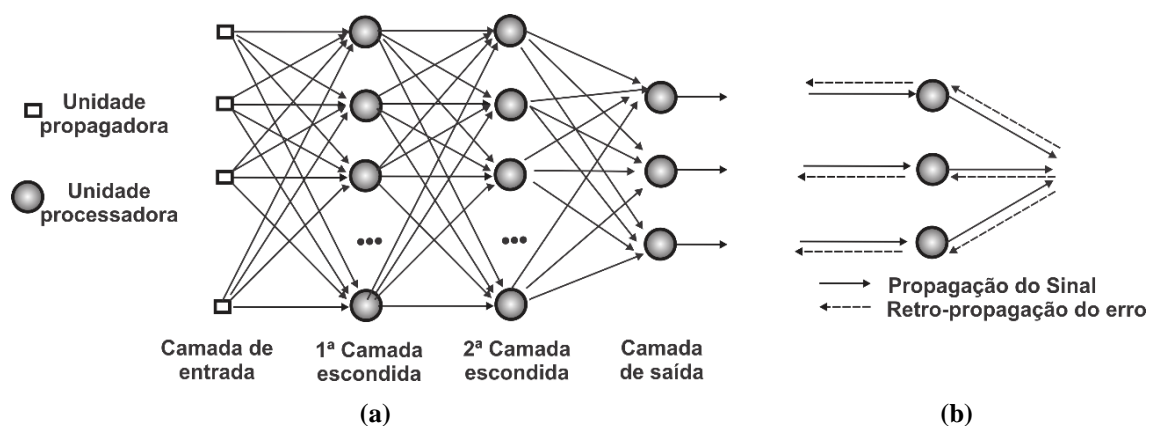 Unidade
propagadora
Unidade
processadora
•••
•••
Camada de
entrada
1ª Camada
escondida
2ª Camada
escondida
Camada
de saída
(a)
Propagação do Sinal
Retro-propagação do erro
(b)